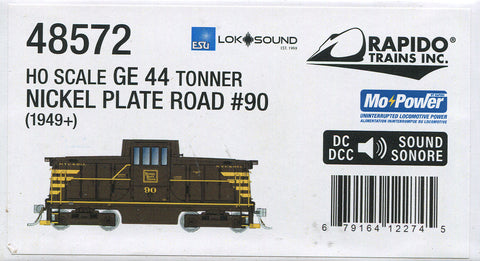 48572
ESU LOKSOUND
EST. 1999
HO SCALE GE 44 TONNER
NICKEL PLATE ROAD #90
(1949+)
RAPIDO
TRAINS INC.
Mo•Power
UNINTERRUPTED LOCOMOTIVE POWER
ALIMENTATION ININTERROMPUE DU LOCOMOTIVE
DC
DCC
SOUND
SONORE
90
6 79164 12274 5